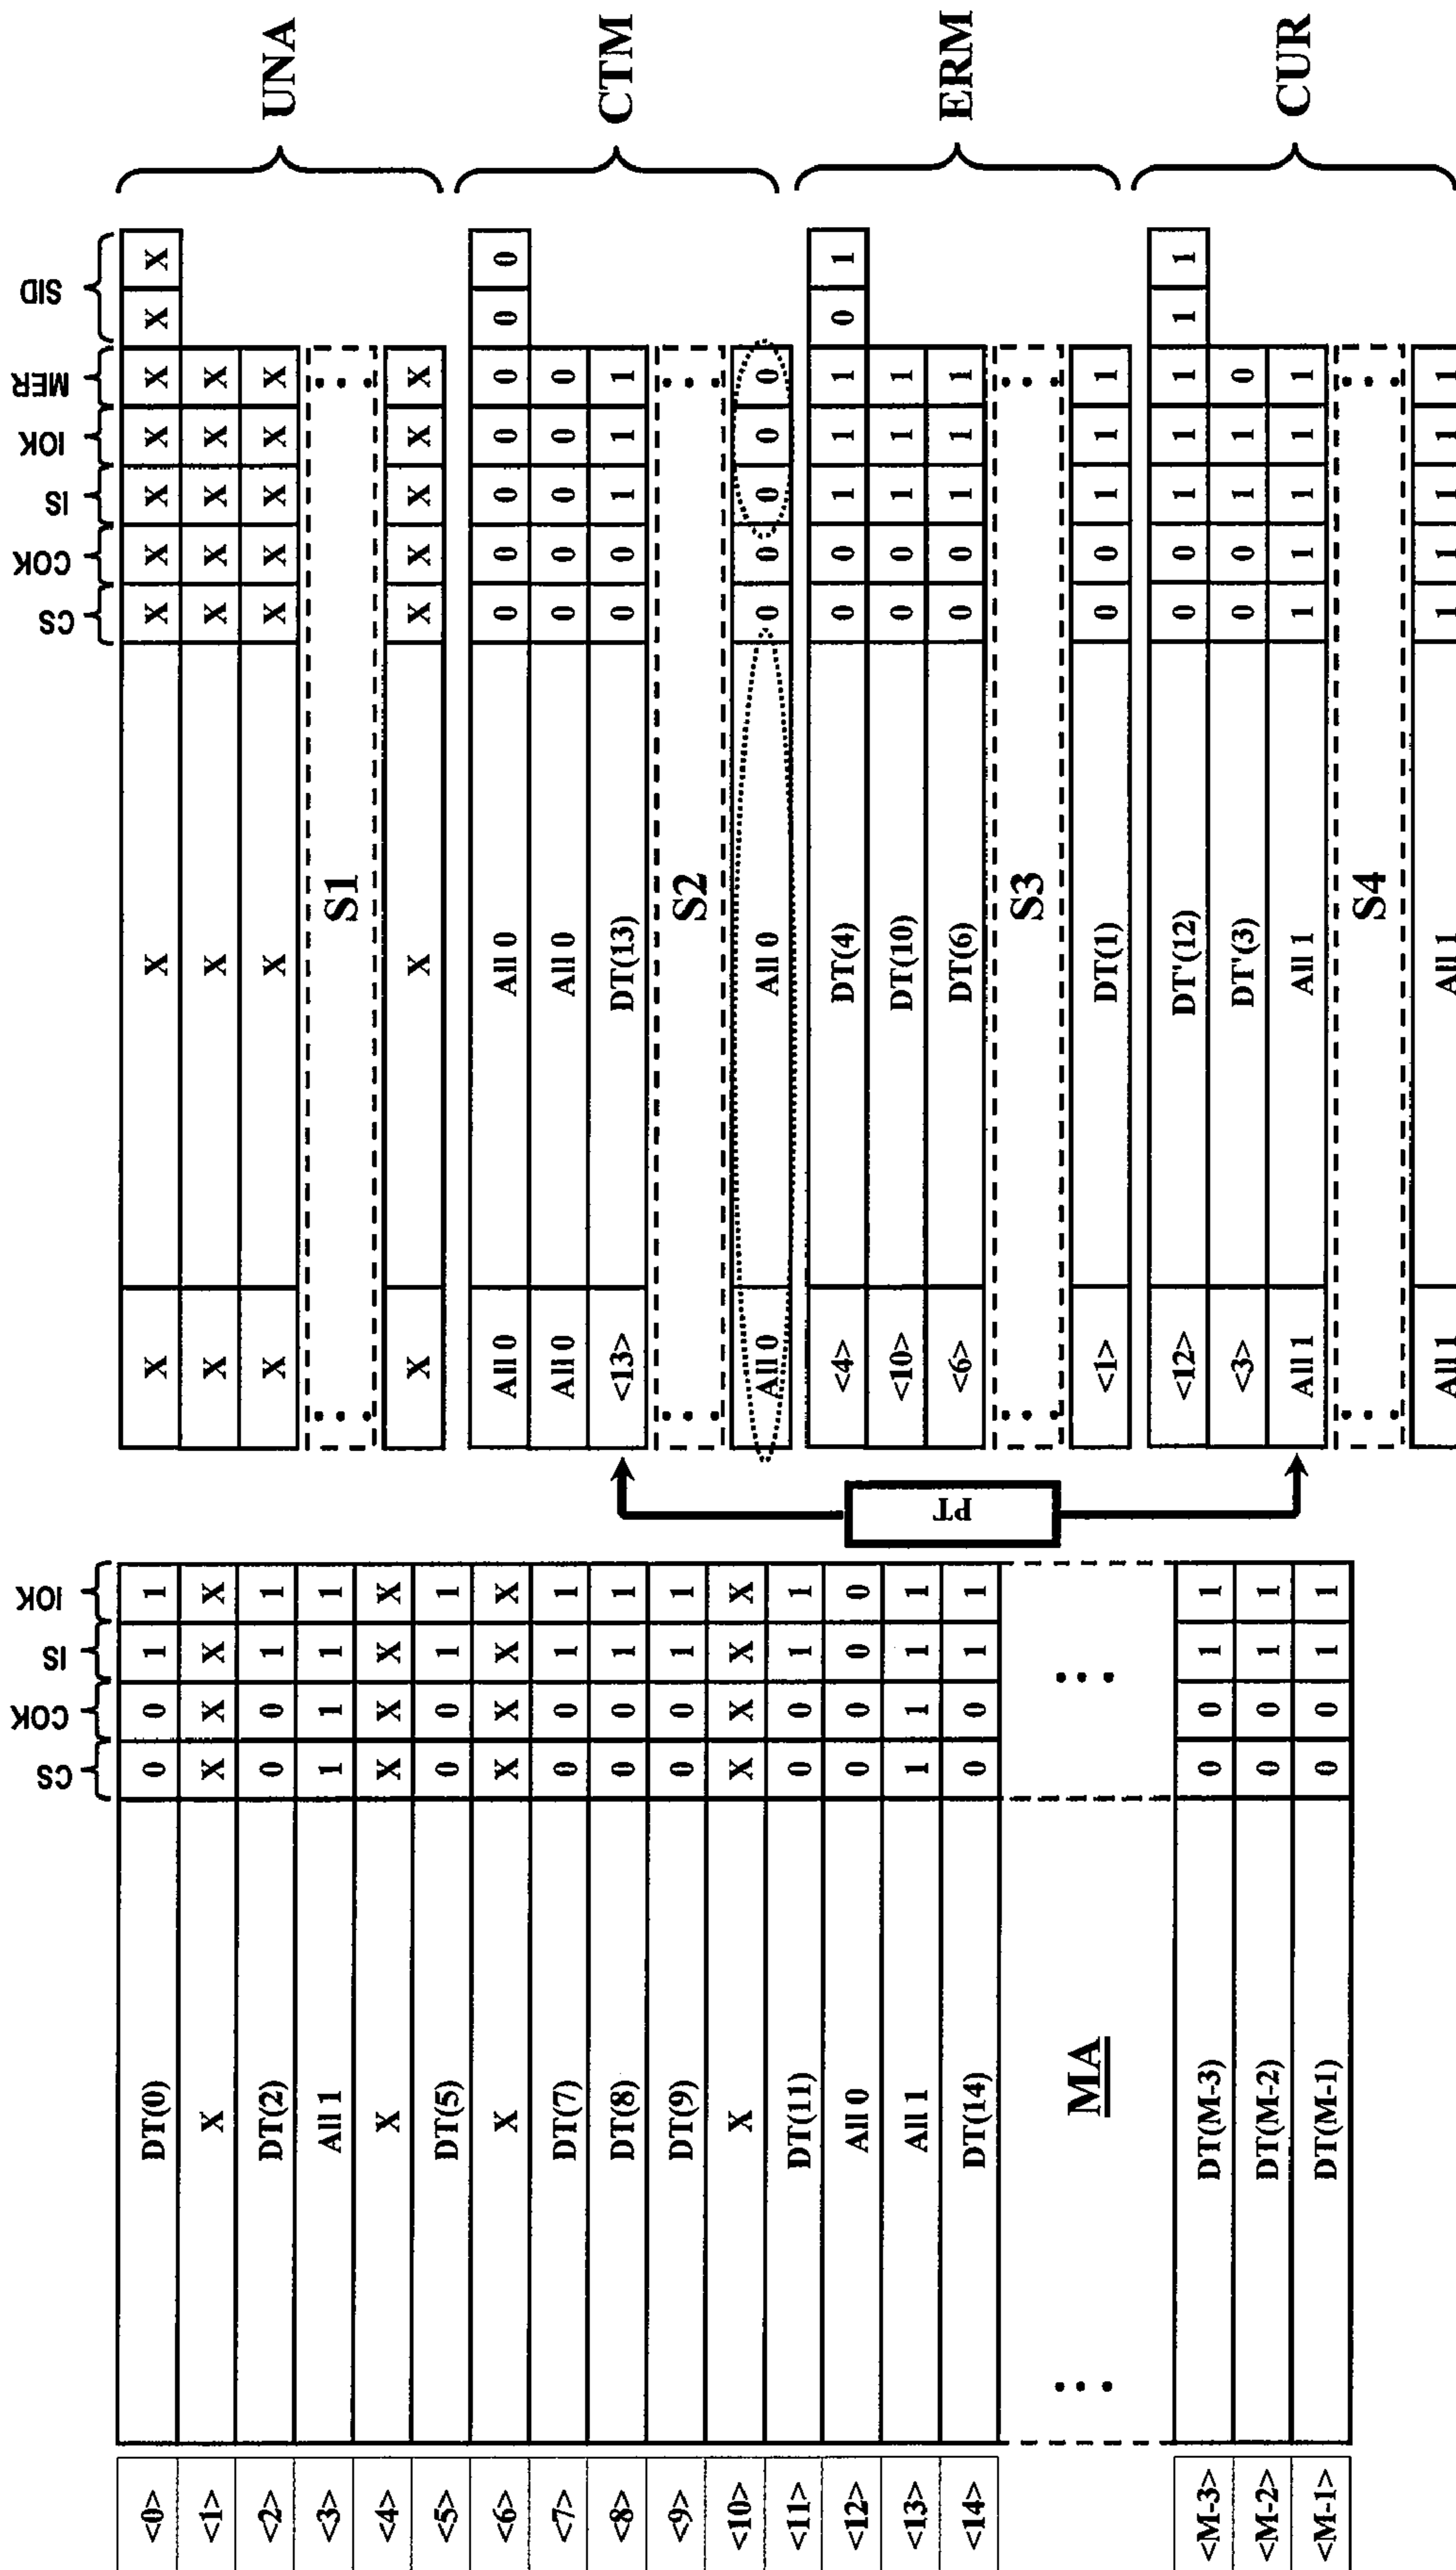 CS COK IS IOK
<0> DT(0) 0 0 1 1
<1> X X X X X
<2> DT(2) 0 0 1 1
<3> All 1 1 1 1 1
<4> X X X X X
<5> DT(5) 0 0 1 1
<6> X X X X X
<7> DT(7) 0 0 1 1
<8> DT(8) 0 0 1 1
<9> DT(9) 0 0 1 1
<10> X X X X X
<11> DT(11) 0 0 1 1
<12> All 0 0 0 0 0
<13> All 1 1 1 1 1
<14> DT(14) 0 0 1 1
MA
<M-3> DT(M-3) 0 0 1 1
<M-2> DT(M-2) 0 0 1 1
<M-1> DT(M-1) 0 0 1 1
PT
CS COK IS IOK MER SID
X X X X X X X X X
X X X X X X X
X X X X X X X
S1
X X X X X X X
UNA
All 0 All 0 0 0 0 0 0 0 0
All 0 All 0 0 0 0 0 0
<13> DT(13) 0 0 1 1 1
S2
All 0 All 0 0 0 0 0 0
CTM
<4> DT(4) 0 0 1 1 1 0 1
<10> DT(10) 0 0 1 1 1
<6> DT(6) 0 0 1 1 1
S3
<1> DT(1) 0 0 1 1 1
ERM
<12> DT'(12) 0 0 1 1 1 1 1
<3> DT'(3) 0 0 1 1 0
All 1 All 1 1 1 1 1 1
S4
All 1 All 1 1 1 1 1 1
CUR